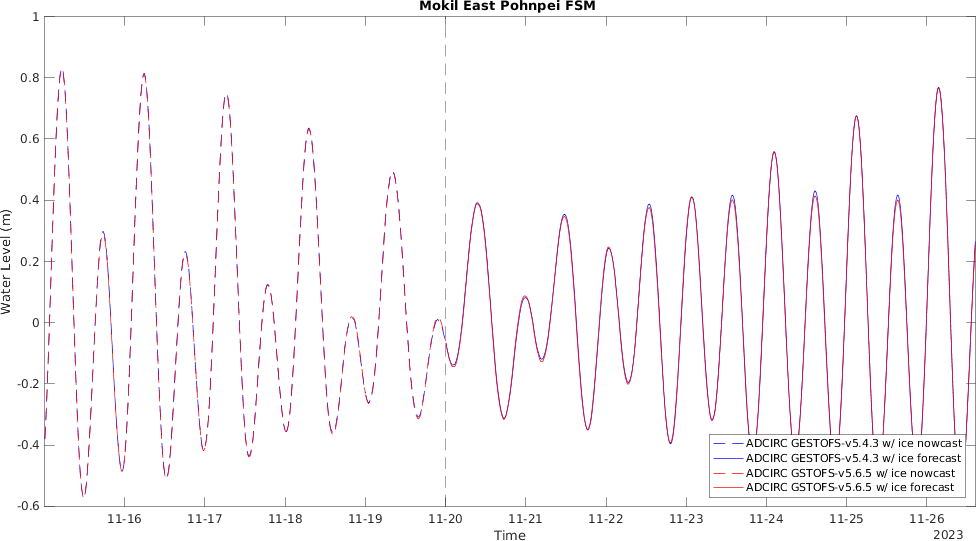 Mokil East Pohnpei FSM
Water Level (m)
1
0.8
0.6
0.4
0.2
0
-0.2
-0.4
-0.6
ADCIRC GESTOFS-v5.4.3 w/ ice nowcast
ADCIRC GESTOFS-v5.4.3 w/ ice forecast
ADCIRC GSTOFS-v5.6.5 w/ ice nowcast
ADCIRC GSTOFS-v5.6.5 w/ ice forecast
11-16 11-17 11-18 11-19 11-20 11-21 11-22 11-23 11-24 11-25 11-26
Time
2023